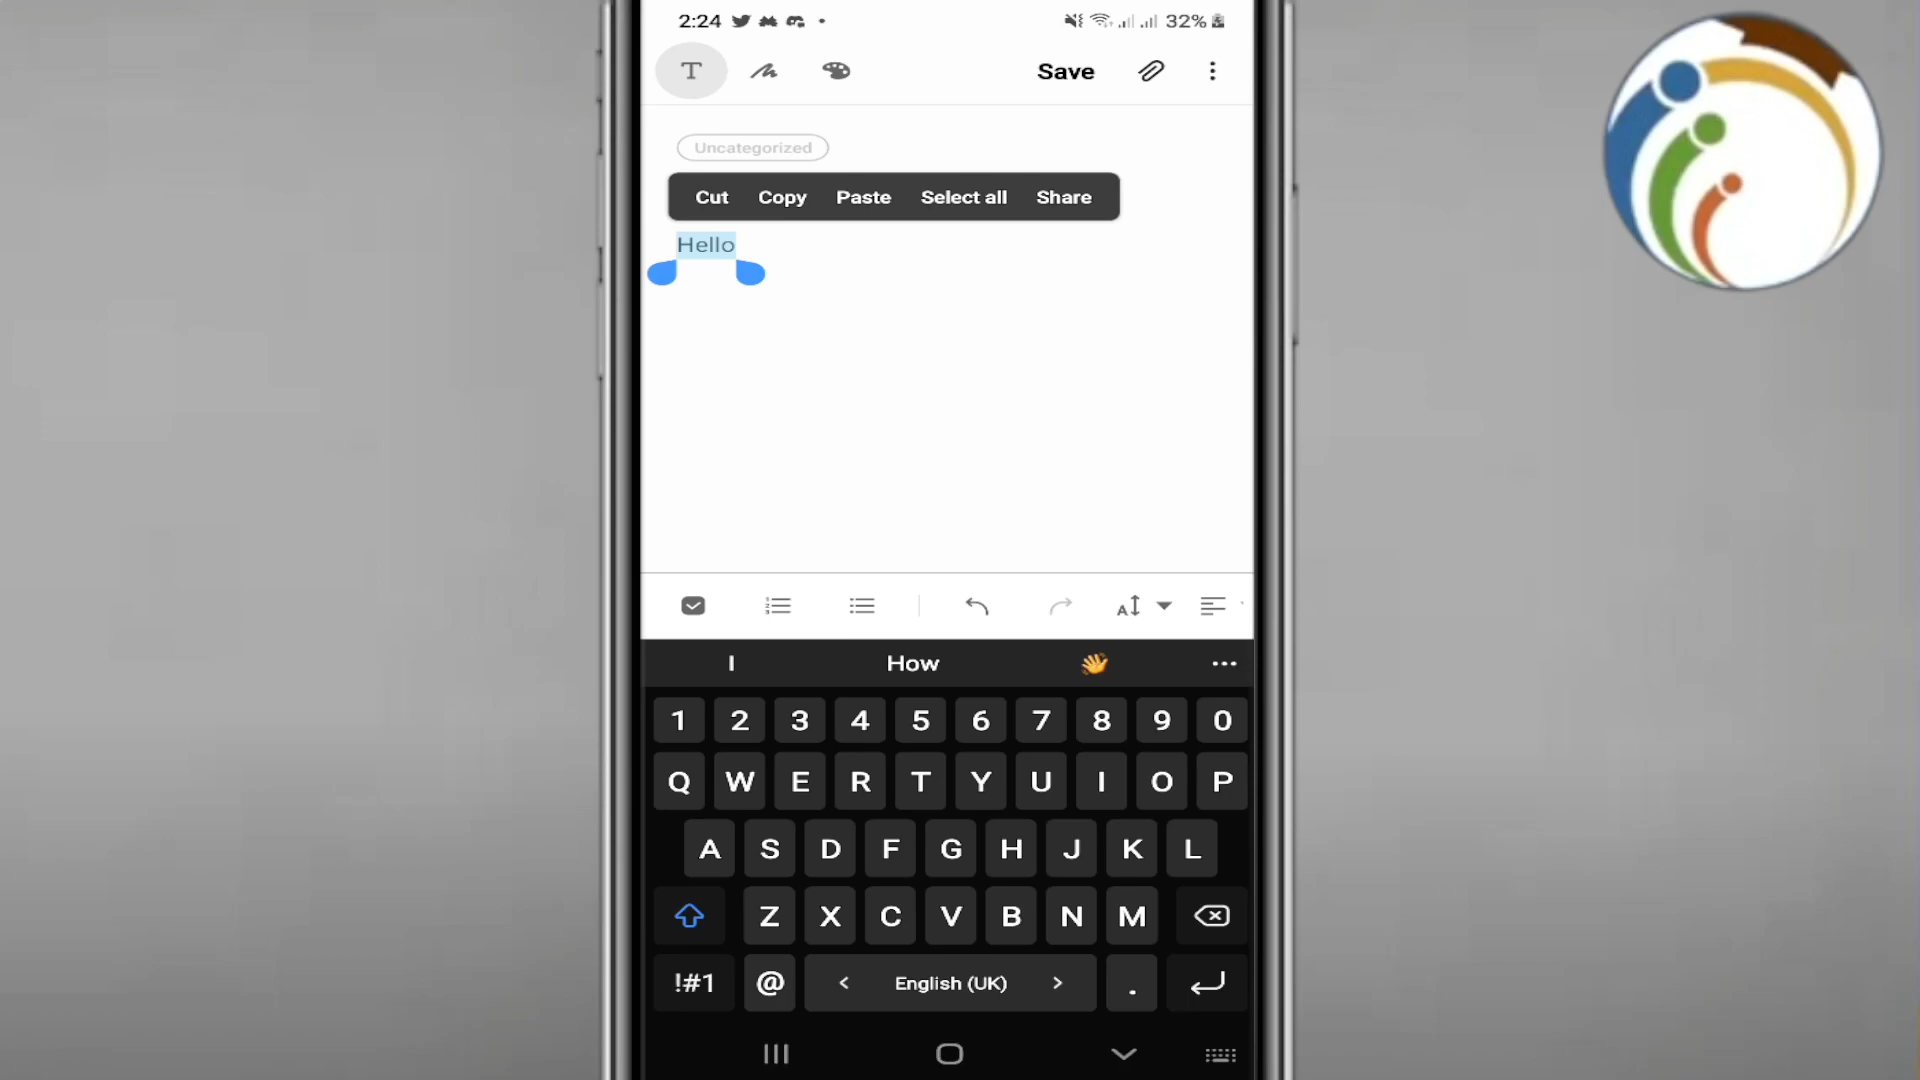 2:24 32%
T Save
Uncategorized
Cut Copy Paste Select all Share
Hello
I How 👋 ...
1 2 3 4 5 6 7 8 9 0
Q W E R T Y U I O P
A S D F G H J K L
Z X C V B N M
!#1 @ < English (UK) > .